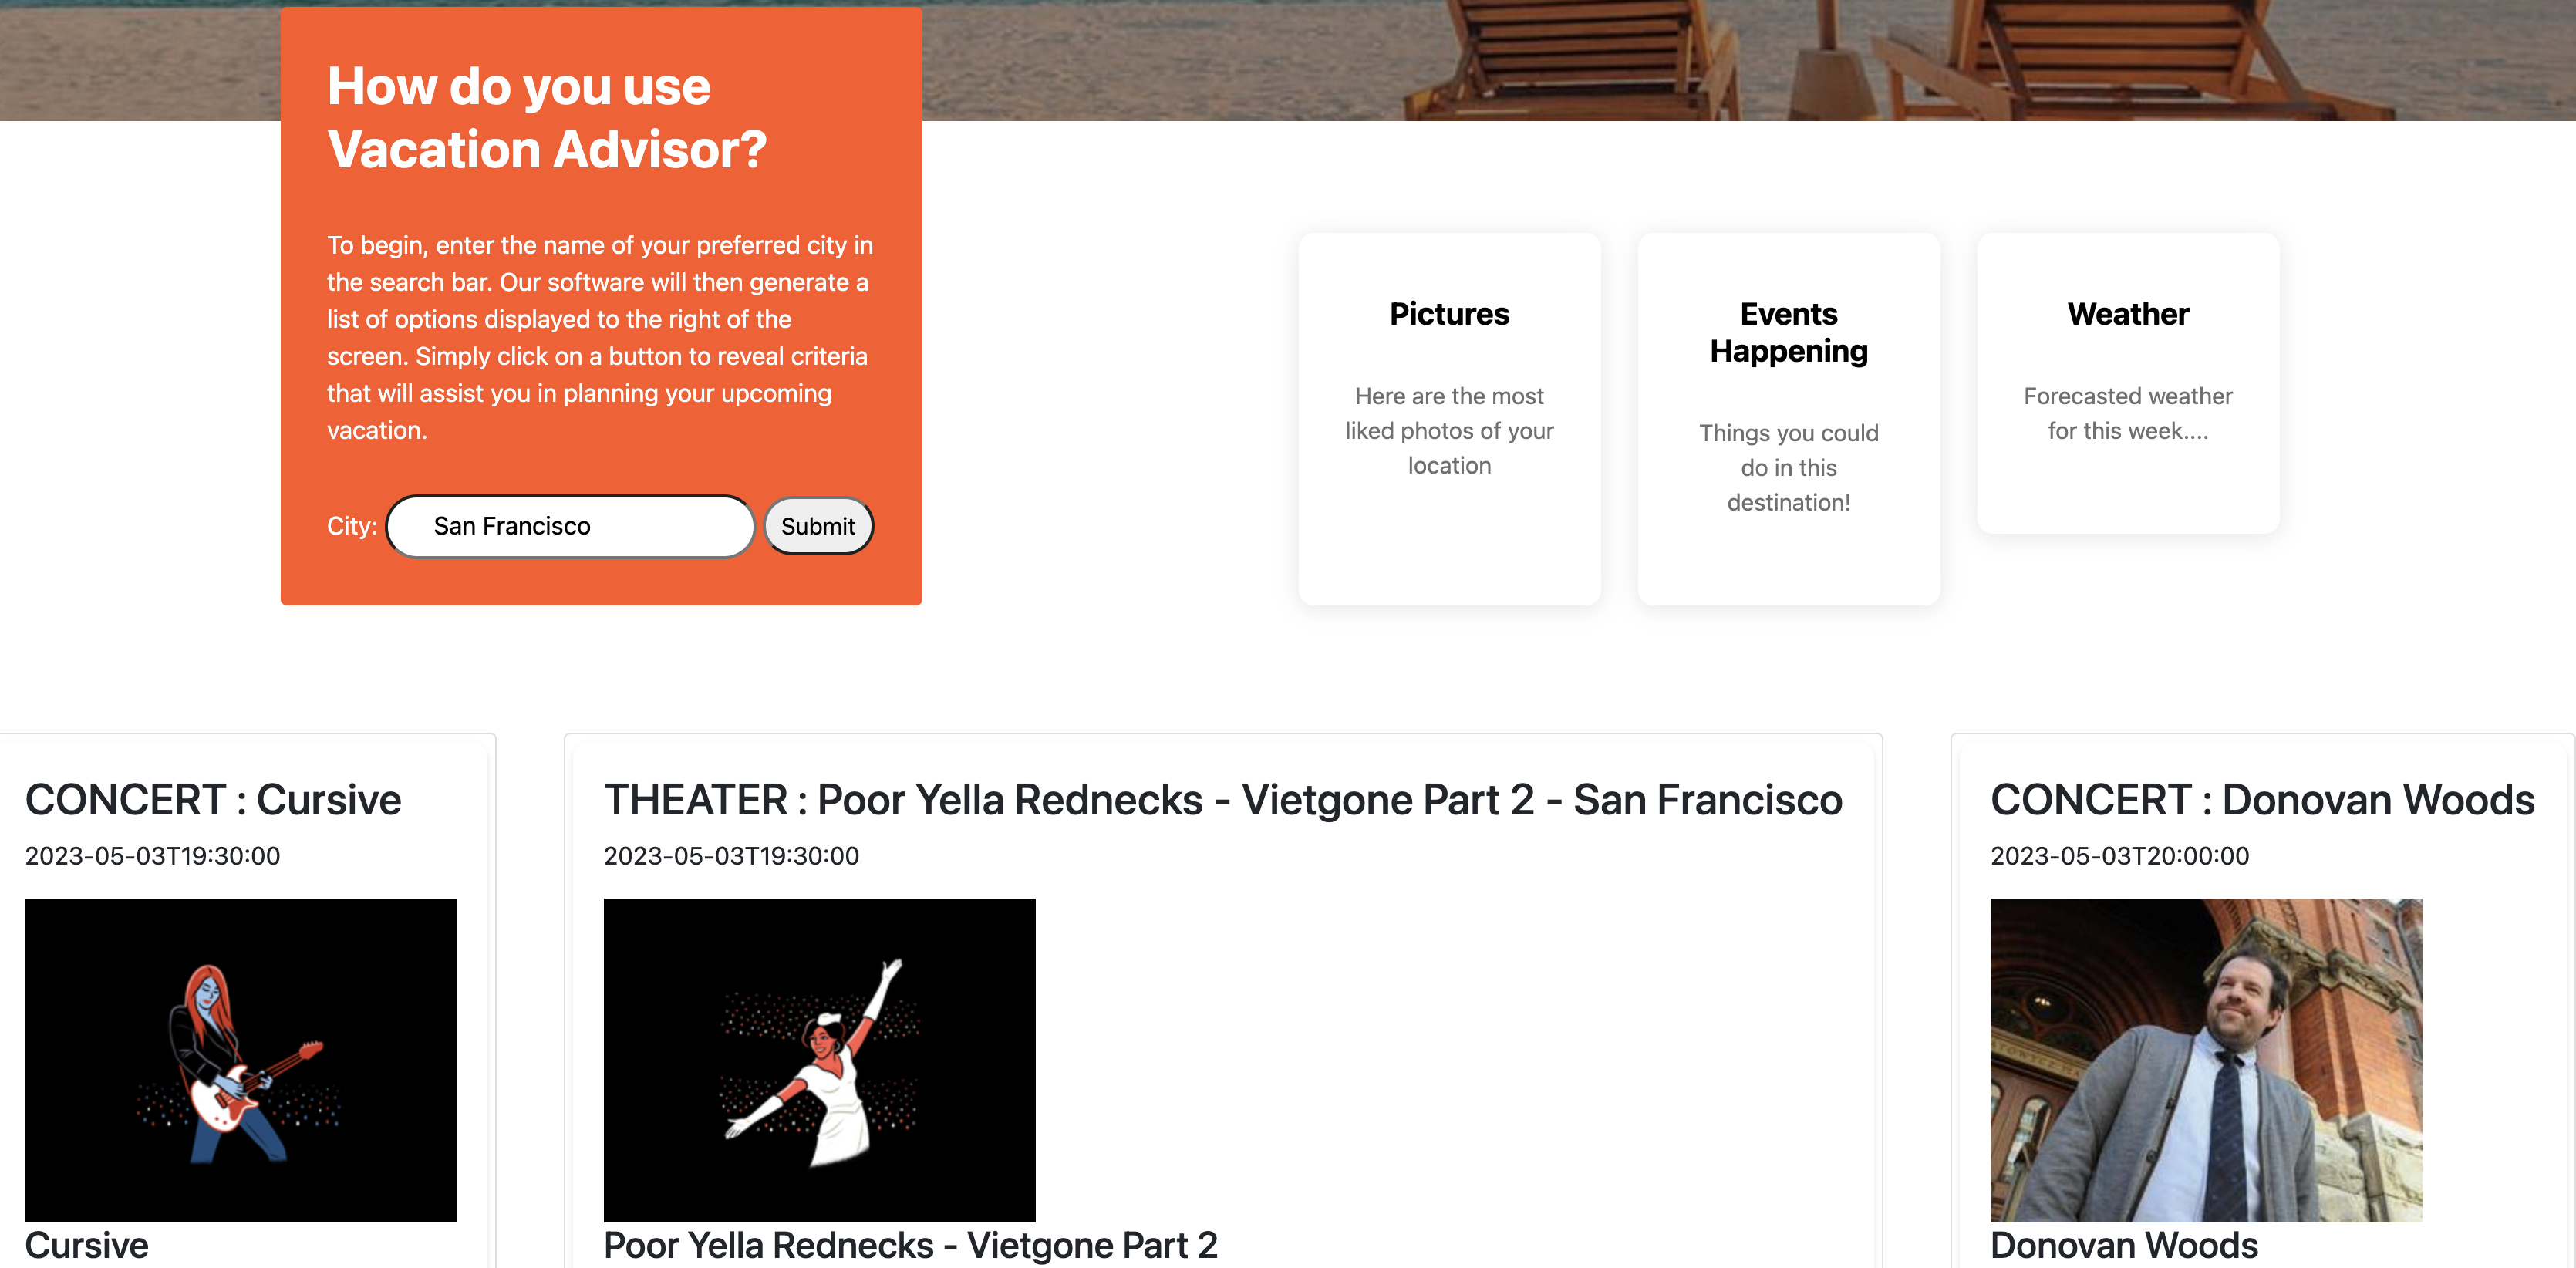 How do you use
Vacation Advisor?
To begin, enter the name of your preferred city in
the search bar. Our software will then generate a
list of options displayed to the right of the
screen. Simply click on a button to reveal criteria
that will assist you in planning your upcoming
vacation.
City: San Francisco Submit
Pictures
Here are the most
liked photos of your
location
Events
Happening
Things you could
do in this
destination!
Weather
Forecasted weather
for this week....
CONCERT : Cursive
2023-05-03T19:30:00
Cursive
THEATER : Poor Yella Rednecks - Vietgone Part 2 - San Francisco
2023-05-03T19:30:00
Poor Yella Rednecks - Vietgone Part 2
CONCERT : Donovan Woods
2023-05-03T20:00:00
Donovan Woods